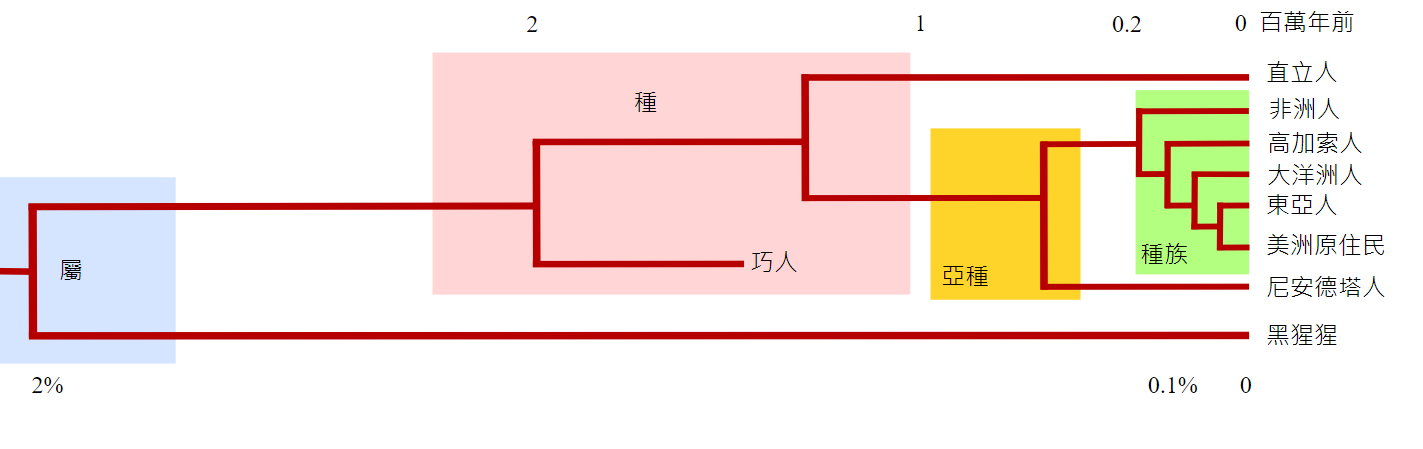 2 1 0.2 0 百萬年前
直立人
種
非洲人
高加索人
大洋洲人
東亞人
美洲原住民
種族
巧人
屬
亞種
尼安德塔人
黑猩猩
2% 0.1% 0